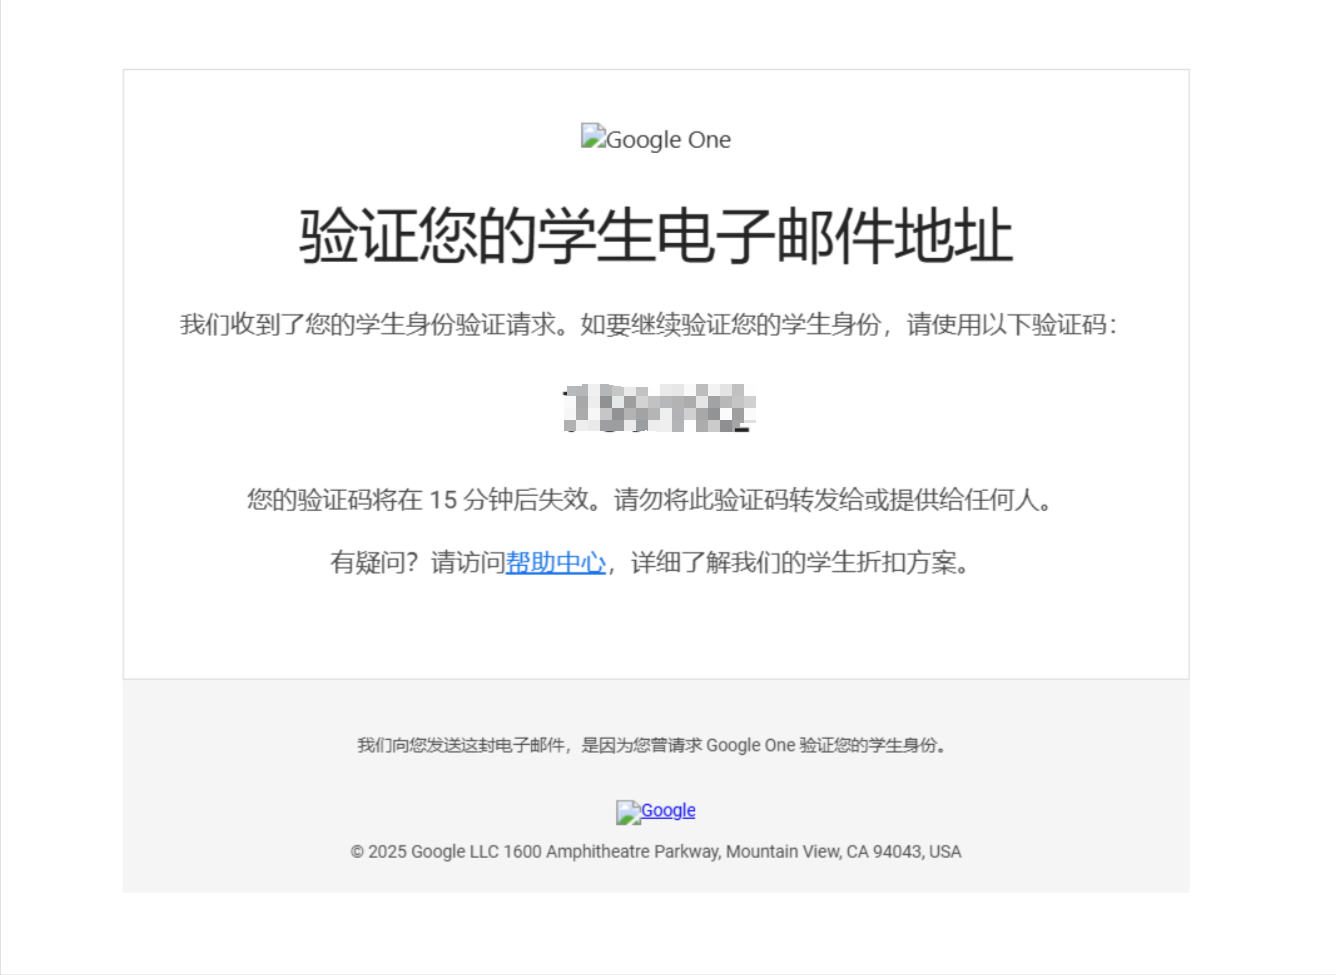 Google One
验证您的学生电子邮件地址
我们收到了您的学生身份验证请求。如要继续验证您的学生身份，请使用以下验证码：
您的验证码将在 15 分钟后失效。请勿将此验证码转发给或提供给任何人。
有疑问？请访问帮助中心，详细了解我们的学生折扣方案。
我们向您发送这封电子邮件，是因为您曾请求 Google One 验证您的学生身份。
Google
© 2025 Google LLC 1600 Amphitheatre Parkway, Mountain View, CA 94043, USA